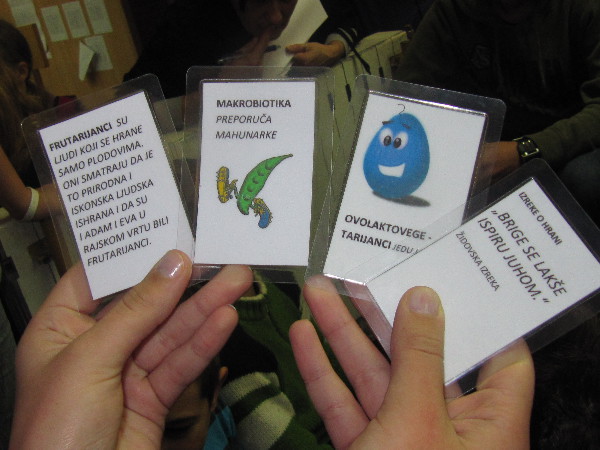 FRUTARIJANCI SU
LJUDI KOJI SE HRANE
SAMO PLODOVIMA.
ONI SMATRAJU DA JE
TO PRIRODNA I
ISKONSKA LJUDSKA
ISHRANA I DA SU
I ADAM I EVA U
RAJSKOM VRTU BILI
FRUTARIJANCI.
MAKROBIOTIKA
PREPORUČA
MAHUNARKE
OVOLAKTOVEGE -
TARIJANCI JEDU
IZREKE O HRANI
„BRIGE SE LAKŠE
ISPIRU JUHOM.“
ŽIDOVSKA IZREKA